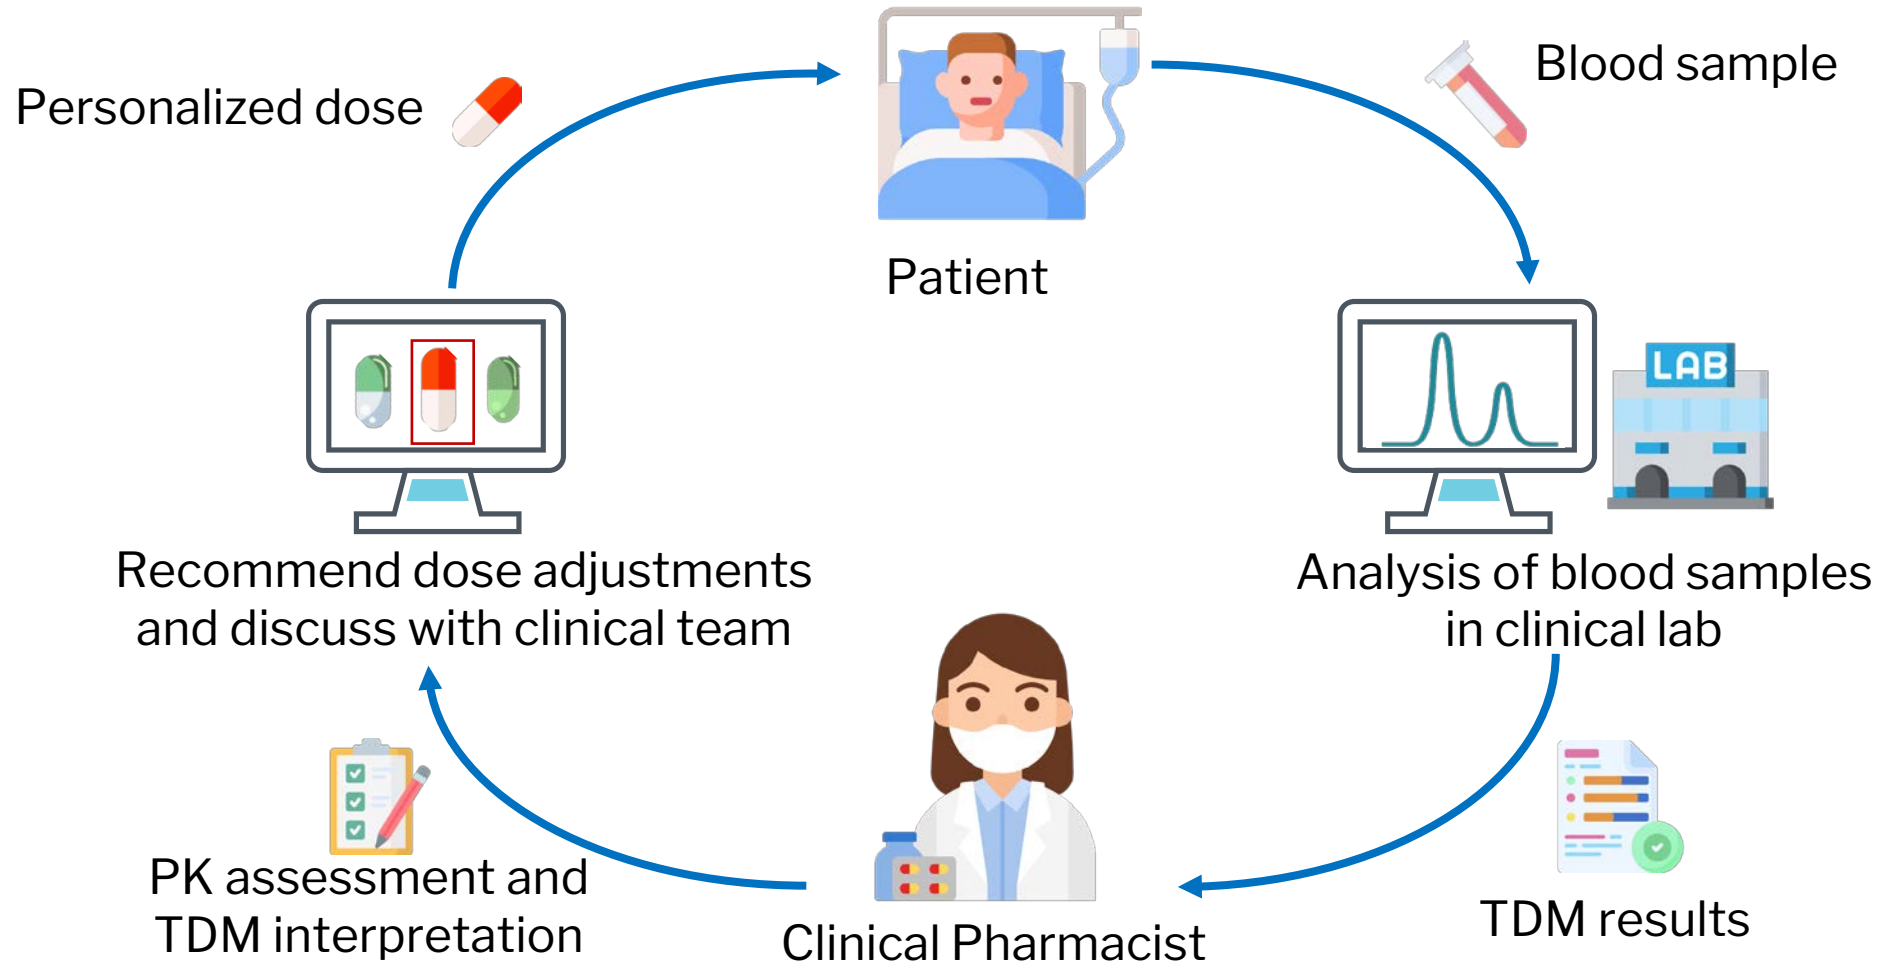 Personalized dose
Blood sample
Patient
LAB
Recommend dose adjustments
and discuss with clinical team
Analysis of blood samples
in clinical lab
PK assessment and
TDM interpretation
Clinical Pharmacist
TDM results